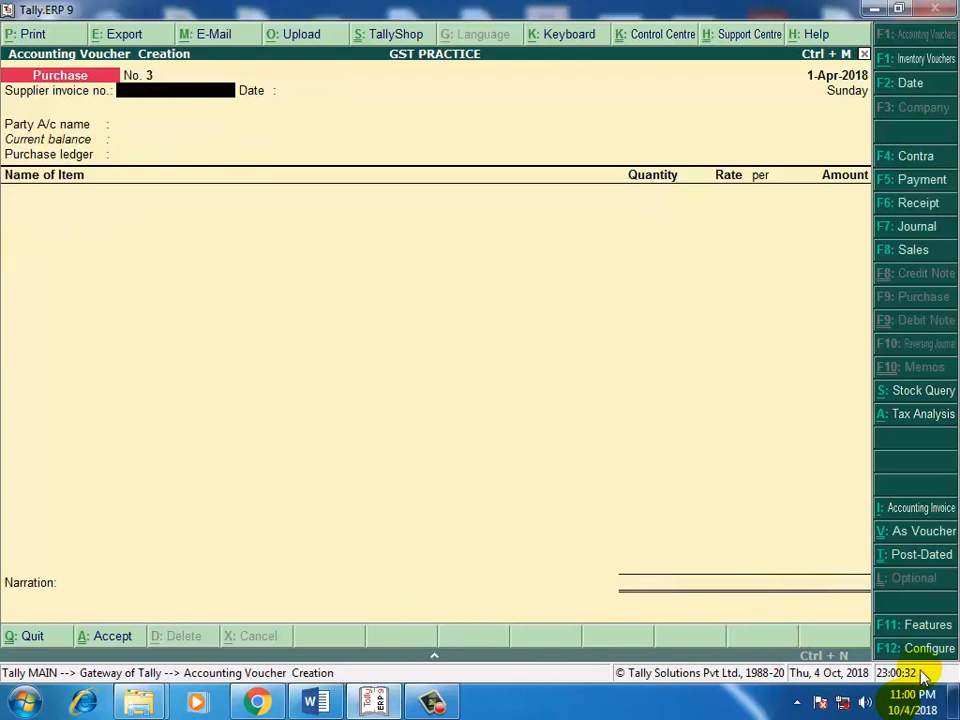 Tally.ERP 9
P: Print E: Export M: E-Mail O: Upload S: TallyShop G: Language K: Keyboard K: Control Centre H: Support Centre H: Help
F1: Accounting Vouchers
Accounting Voucher Creation GST PRACTICE Ctrl + M
F1: Inventory Vouchers
Purchase No. 3 1-Apr-2018
F2: Date
Supplier invoice no.: Date : Sunday
F3: Company
Party A/c name :
Current balance :
Purchase ledger :
F4: Contra
Name of Item Quantity Rate per Amount
F5: Payment
F6: Receipt
F7: Journal
F8: Sales
F8: Credit Note
F9: Purchase
F9: Debit Note
F10: Reversing Journal
F10: Memos
S: Stock Query
A: Tax Analysis
I: Accounting Invoice
V: As Voucher
T: Post-Dated
L: Optional
Narration:
F11: Features
Q: Quit A: Accept D: Delete X: Cancel
F12: Configure
Ctrl + N
Tally MAIN --> Gateway of Tally --> Accounting Voucher Creation © Tally Solutions Pvt Ltd., 1988-20 Thu, 4 Oct, 2018 23:00:32
Tally ERP 9
11:00 PM
10/4/2018